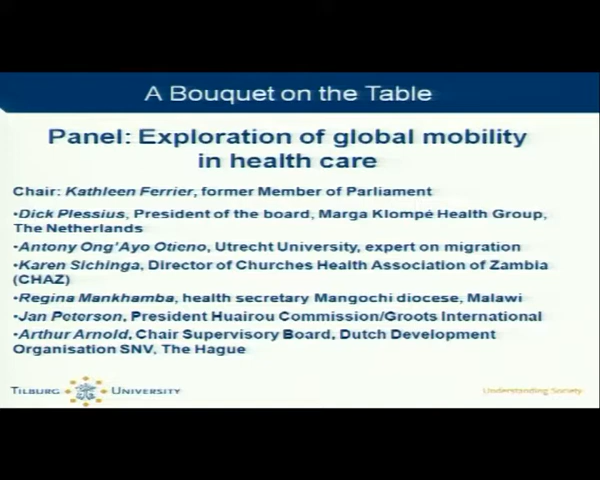 A Bouquet on the Table
Panel: Exploration of global mobility
in health care
Chair: Kathleen Ferrier, former Member of Parliament
•Dick Plessius, President of the board, Marga Klompé Health Group,
The Netherlands
•Antony Ong'Ayo Otieno, Utrecht University, expert on migration
•Karen Sichinga, Director of Churches Health Association of Zambia
(CHAZ)
•Regina Mankhamba, health secretary Mangochi diocese, Malawi
•Jan Peterson, President Huairou Commission/Groots International
•Arthur Arnold, Chair Supervisory Board, Dutch Development
Organisation SNV, The Hague
TILBURG UNIVERSITY
Understanding Society